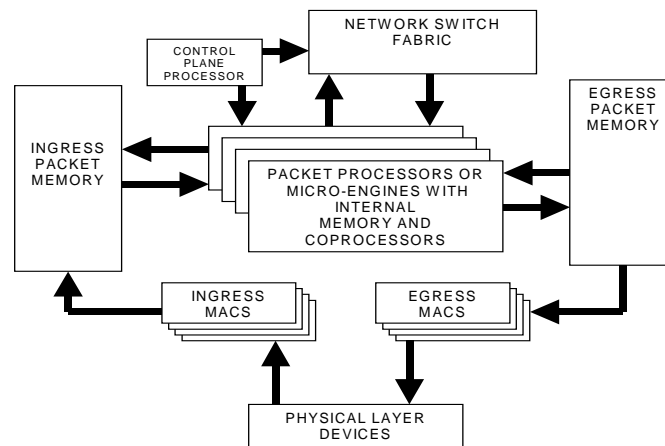 NETWORK SWITCH
FABRIC
CONTROL
PLANE
PROCESSOR
EGRESS
PACKET
MEMORY
INGRESS
PACKET
MEMORY
PACKET PROCESSORS OR
MICRO-ENGINES WITH
INTERNAL
MEMORY AND
COPROCESSORS
INGRESS
MACS
EGRESS
MACS
PHYSICAL LAYER
DEVICES